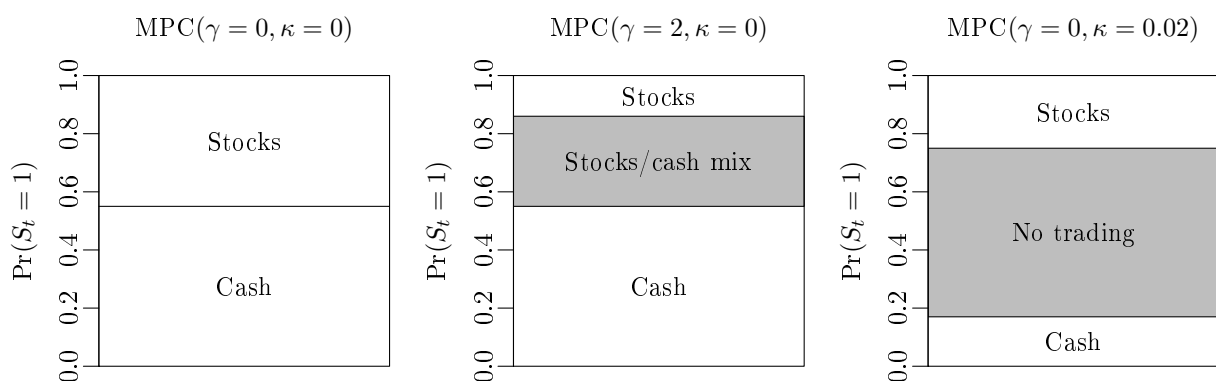 MPC(γ = 0, κ = 0)
Pr(S_t = 1)
1.0
0.8
0.6
0.4
0.2
0.0
Stocks
Cash
MPC(γ = 2, κ = 0)
Pr(S_t = 1)
1.0
0.8
0.6
0.4
0.2
0.0
Stocks
Stocks/cash mix
Cash
MPC(γ = 0, κ = 0.02)
Pr(S_t = 1)
1.0
0.8
0.6
0.4
0.2
0.0
Stocks
No trading
Cash